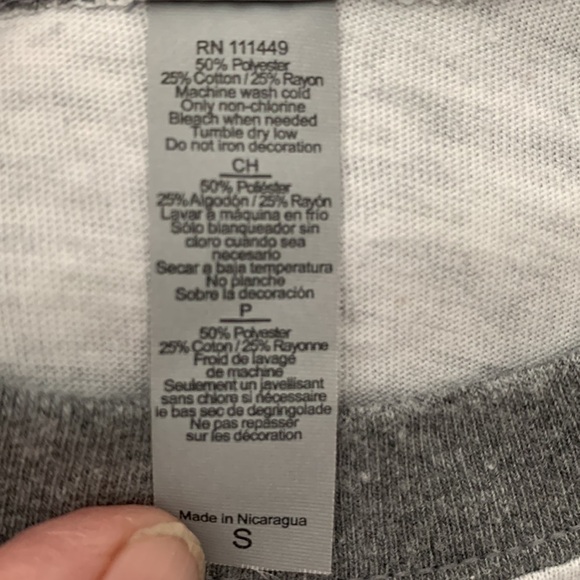 RN 111449
50% Polyester
25% Cotton / 25% Rayon
Machine wash cold
Only non-chlorine
Bleach when needed
Tumble dry low
Do not iron decoration
CH
50% Poliéster
25% Algodón / 25% Rayón
Lavar a máquina en frio
Sólo blanqueador sin
cloro cuándo sea
necesario
Secar a baja temperatura
No planche
Sobre la decoración
P
50% Polyester
25% Coton / 25% Rayonne
Froid de lavage
de machine
Seulement un javellisant
sans chlore si nécessaire
le bas sec de degringolade
Ne pas repasser
sur les décoration
Made in Nicaragua
S